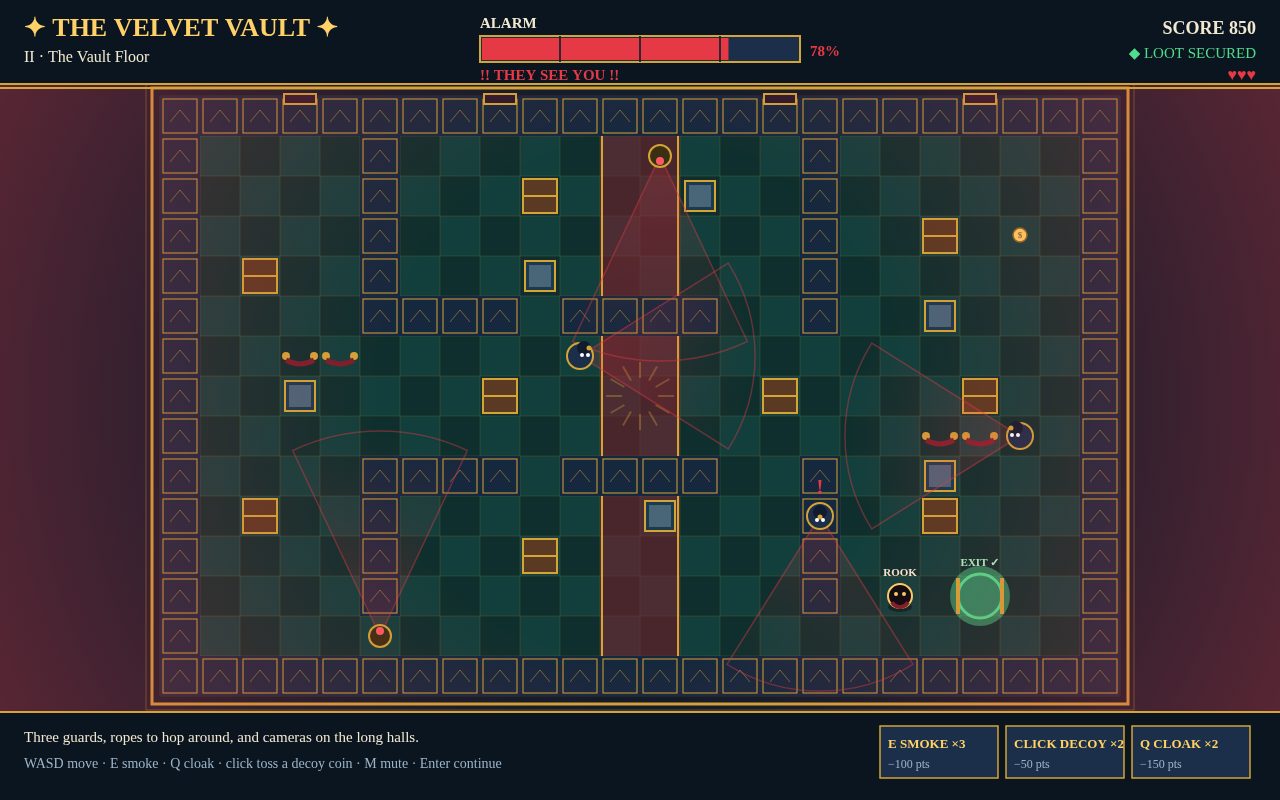 ✦ THE VELVET VAULT ✦
II · The Vault Floor
ALARM
78%
!! THEY SEE YOU !!
SCORE 850
◆ LOOT SECURED
♥♥♥
$
!
ROOK
EXIT ✓
Three guards, ropes to hop around, and cameras on the long halls.
WASD move · E smoke · Q cloak · click toss a decoy coin · M mute · Enter continue
E SMOKE ×3
−100 pts
CLICK DECOY ×2
−50 pts
Q CLOAK ×2
−150 pts